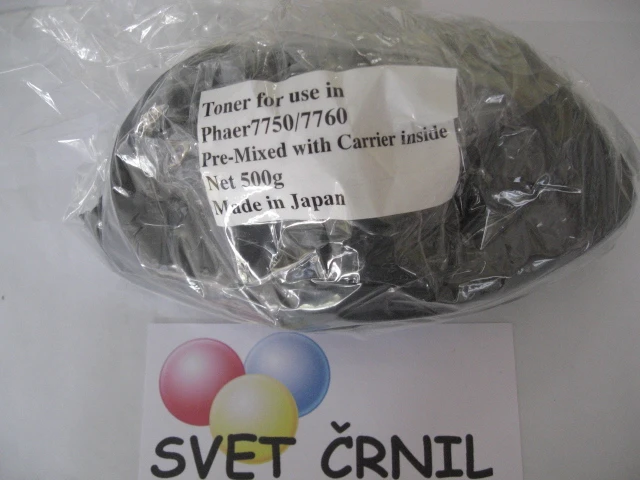 Toner for use in
Phaer7750/7760
Pre-Mixed with Carrier inside
Net 500g
Made in Japan
SVET ČRNIL